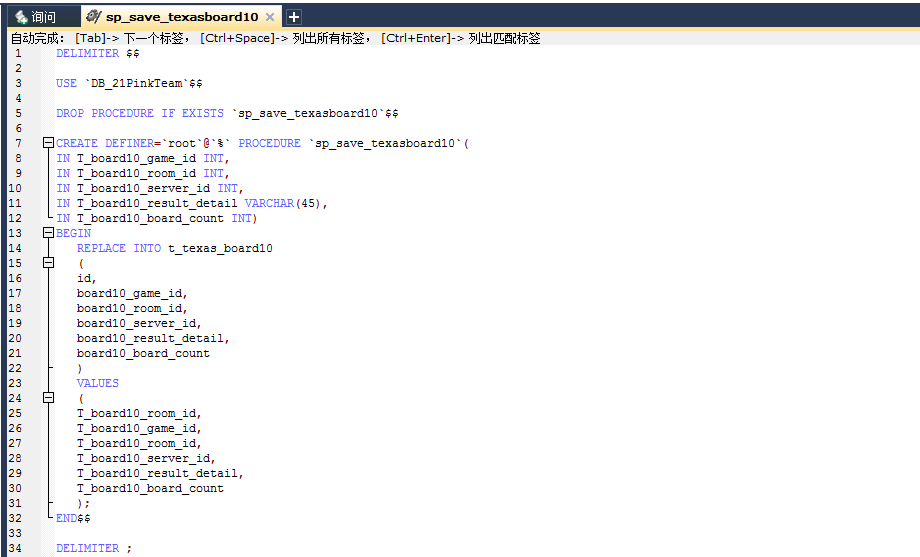 询问 sp_save_texasboard10
自动完成： [Tab]-> 下一个标签， [Ctrl+Space]-> 列出所有标签， [Ctrl+Enter]-> 列出匹配标签
1 DELIMITER $$
2
3 USE `DB_21PinkTeam`$$
4
5 DROP PROCEDURE IF EXISTS `sp_save_texasboard10`$$
6
7 CREATE DEFINER=`root`@`%` PROCEDURE `sp_save_texasboard10`(
8 IN T_board10_game_id INT,
9 IN T_board10_room_id INT,
10 IN T_board10_server_id INT,
11 IN T_board10_result_detail VARCHAR(45),
12 IN T_board10_board_count INT)
13 BEGIN
14 REPLACE INTO t_texas_board10
15 (
16 id,
17 board10_game_id,
18 board10_room_id,
19 board10_server_id,
20 board10_result_detail,
21 board10_board_count
22 )
23 VALUES
24 (
25 T_board10_room_id,
26 T_board10_game_id,
27 T_board10_room_id,
28 T_board10_server_id,
29 T_board10_result_detail,
30 T_board10_board_count
31 );
32 END$$
33
34 DELIMITER ;